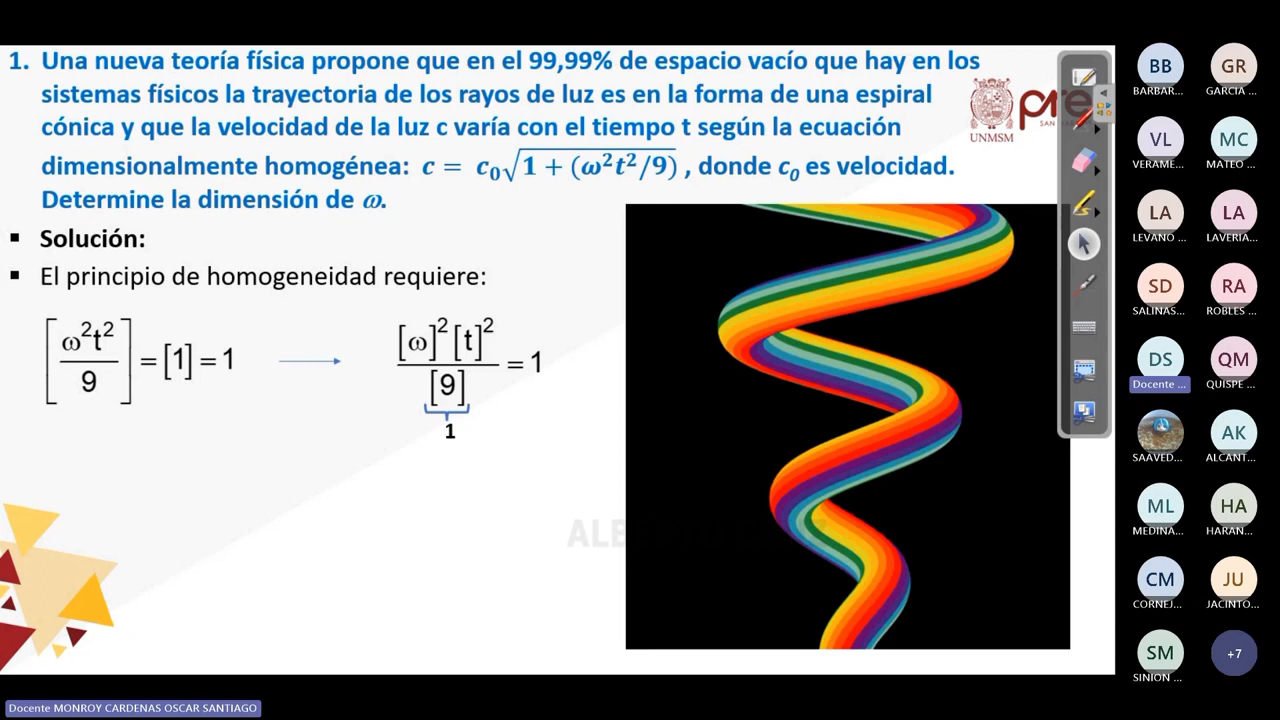 1. Una nueva teoría física propone que en el 99,99% de espacio vacío que hay en los
sistemas físicos la trayectoria de los rayos de luz es en la forma de una espiral
cónica y que la velocidad de la luz c varía con el tiempo t según la ecuación
dimensionalmente homogénea: c = c₀√(1 + (ω²t²/9)) , donde c₀ es velocidad.
Determine la dimensión de ω.
UNMSM
pre
▪ Solución:
▪ El principio de homogeneidad requiere:
[ω²t²/9] = [1] = 1 → [ω]²[t]²/[9] = 1
1
BB
BARBAR...
GR
GARCIA ...
VL
VERAME...
MC
MATEO ...
LA
LEVANO ...
LA
LAVERIA...
SD
SALINAS...
RA
ROBLES ...
DS
Docente ...
QM
QUISPE ...
SAAVED...
AK
ALCANT...
ML
MEDINA...
HA
HARAN...
CM
CORNEJ...
JU
JACINTO...
SM
SINION ...
+7
Docente MONROY CARDENAS OSCAR SANTIAGO